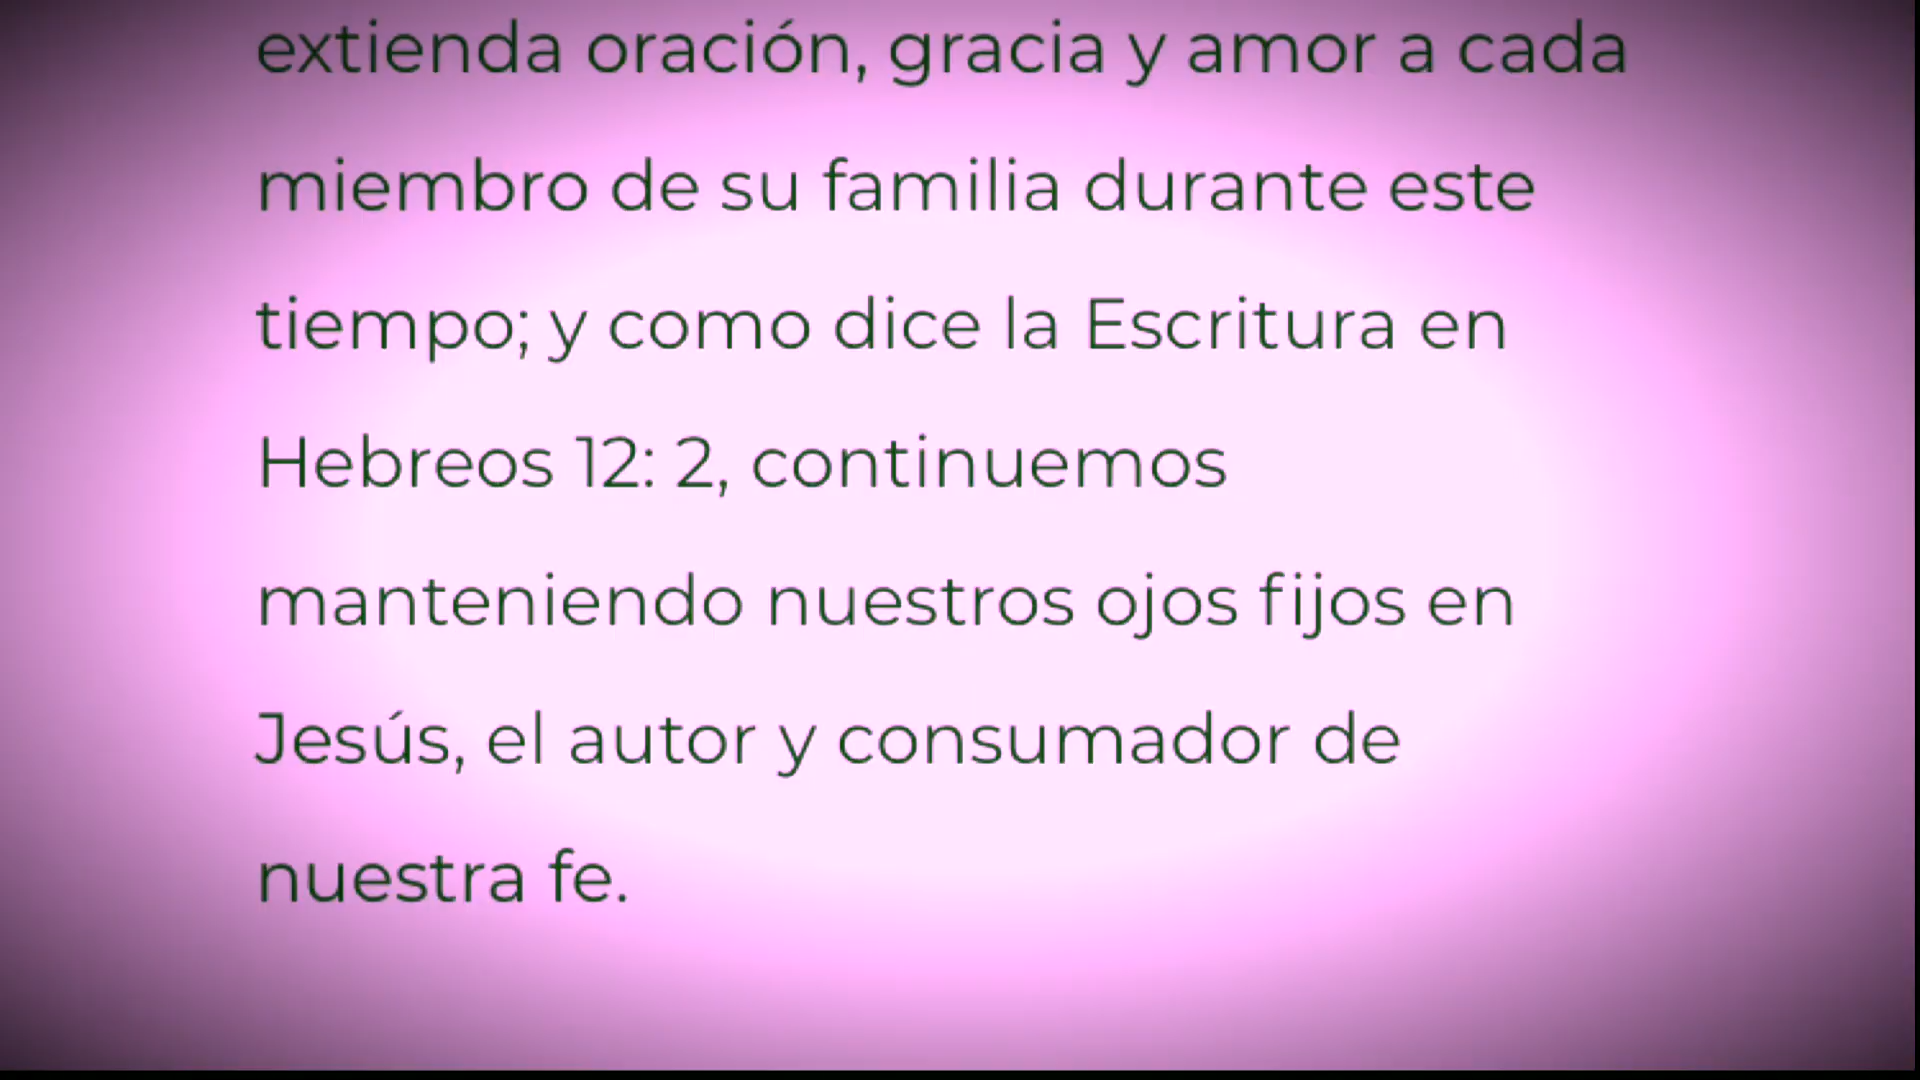 extienda oración, gracia y amor a cada
miembro de su familia durante este
tiempo; y como dice la Escritura en
Hebreos 12: 2, continuemos
manteniendo nuestros ojos fijos en
Jesús, el autor y consumador de
nuestra fe.